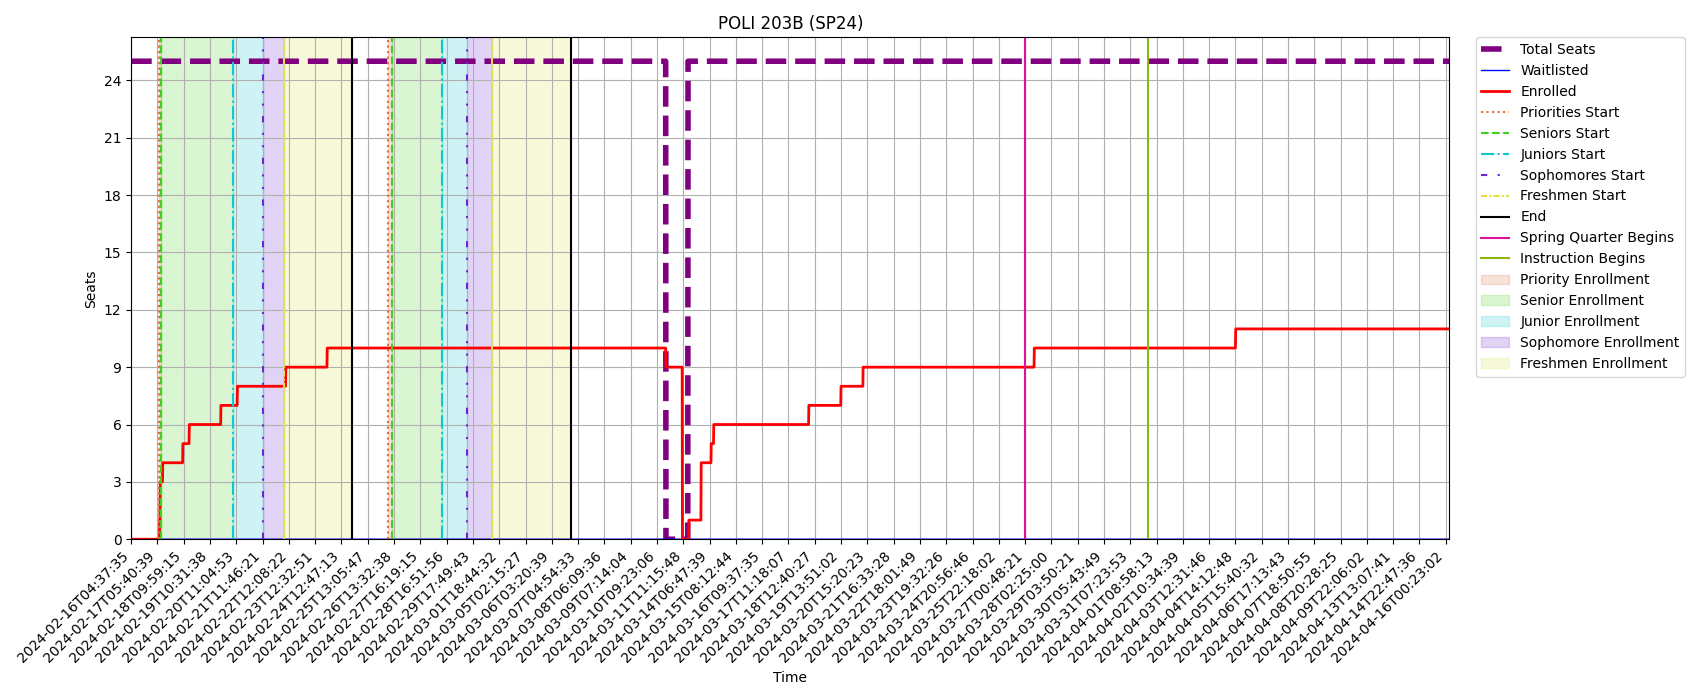 POLI 203B (SP24)
Seats
24
21
18
15
12
9
6
3
0
2024-02-16T04:37:35
2024-02-17T05:40:39
2024-02-18T09:59:15
2024-02-19T10:31:38
2024-02-20T11:04:53
2024-02-21T11:46:21
2024-02-22T12:08:22
2024-02-23T12:32:51
2024-02-24T12:47:13
2024-02-25T13:05:47
2024-02-26T13:32:38
2024-02-27T16:19:15
2024-02-28T16:51:56
2024-02-29T17:49:43
2024-03-01T18:44:32
2024-03-05T02:15:27
2024-03-06T03:20:39
2024-03-07T04:54:33
2024-03-08T06:09:36
2024-03-09T07:14:04
2024-03-10T09:23:06
2024-03-11T11:15:48
2024-03-14T06:47:39
2024-03-15T08:12:44
2024-03-16T09:37:35
2024-03-17T11:18:07
2024-03-18T12:40:27
2024-03-19T13:51:02
2024-03-20T15:20:23
2024-03-21T16:33:28
2024-03-22T18:01:49
2024-03-23T19:32:26
2024-03-24T20:56:46
2024-03-25T22:18:02
2024-03-27T00:48:21
2024-03-28T02:25:00
2024-03-29T03:50:21
2024-03-30T05:43:49
2024-03-31T07:23:53
2024-04-01T08:58:13
2024-04-02T10:34:39
2024-04-03T12:31:46
2024-04-04T14:12:48
2024-04-05T15:40:32
2024-04-06T17:13:43
2024-04-07T18:50:55
2024-04-08T20:28:25
2024-04-09T22:06:02
2024-04-13T13:07:41
2024-04-14T22:47:36
2024-04-16T00:23:02
Time
Total Seats
Waitlisted
Enrolled
Priorities Start
Seniors Start
Juniors Start
Sophomores Start
Freshmen Start
End
Spring Quarter Begins
Instruction Begins
Priority Enrollment
Senior Enrollment
Junior Enrollment
Sophomore Enrollment
Freshmen Enrollment